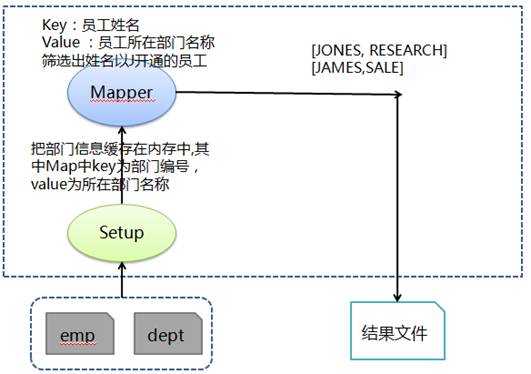 Key：员工姓名
Value ：员工所在部门名称
筛选出姓名以J开通的员工
Mapper
[JONES, RESEARCH]
[JAMES,SALE]
把部门信息缓存在内存中,其
中Map中key为部门编号，
value为所在部门名称
Setup
emp
dept
结果文件